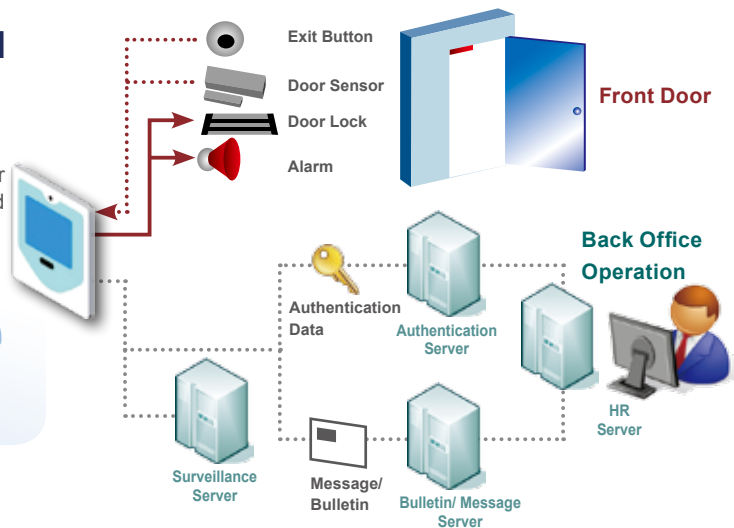 Exit Button
Door Sensor
Door Lock
Alarm
Front Door
Back Office
Operation
Authentication
Data
Authentication
Server
HR
Server
Surveillance
Server
Message/
Bulletin
Bulletin/ Message
Server